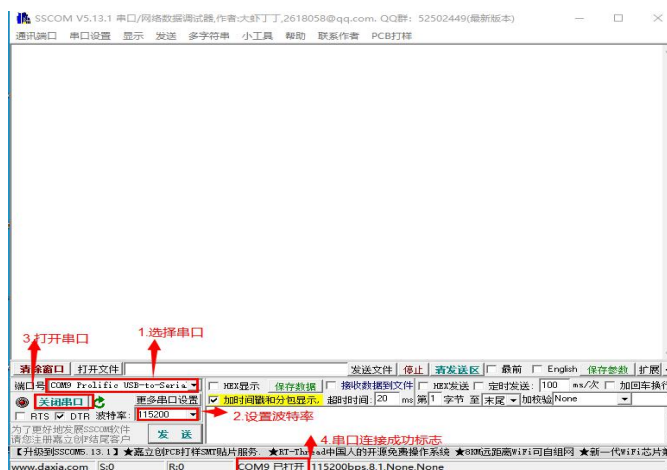 SSCOM V5.13.1 串口/网络数据调试器,作者:大虾丁丁,2618058@qq.com. QQ群: 52502449(最新版本)
通讯端口 串口设置 显示 发送 多字符串 小工具 帮助 联系作者 PCB打样
3.打开串口
1.选择串口
清除窗口 打开文件 发送文件 停止 清发送区 最前 English 保存参数 扩展
端口号 COM9 Prolific USB-to-Seria HEX显示 保存数据 接收数据到文件 HEX发送 定时发送: 100 ms/次 加回车换行
关闭串口 更多串口设置 加时间戳和分包显示, 超时时间: 20 ms 第1 字节 至 末尾 加校验 None
RTS DTR 波特率: 115200
2.设置波特率
为了更好地发展SSCOM软件
请您注册嘉立创F结尾客户
发 送
4.串口连接成功标志
【升级到SSCOM5.13.1】★嘉立创PCB打样SMT贴片服务. ★RT-Thread中国人的开源免费操作系统 ★8KM远距离WiFi可自组网 ★新一代WiFi芯片
www.daxia.com S:0 R:0 COM9 已打开 115200bps,8,1,None,None